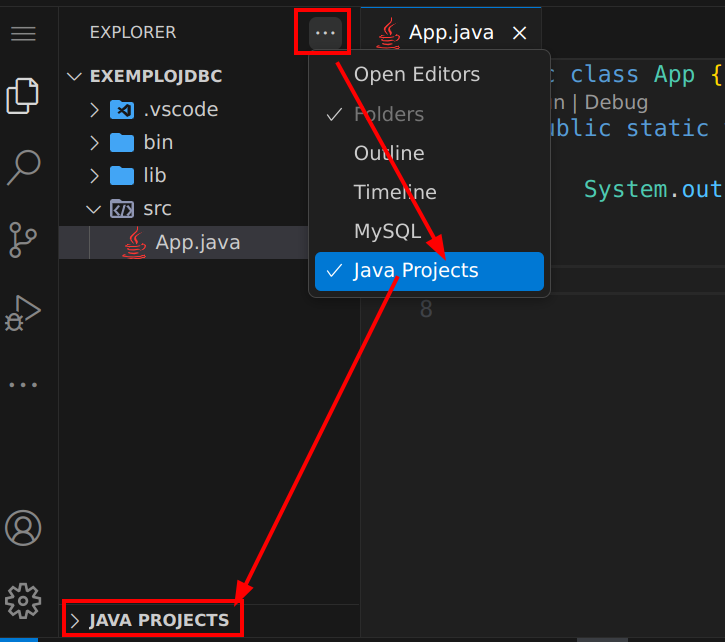 EXPLORER
···
App.java
EXEMPLOJDBC
.vscode
bin
lib
src
App.java
Open Editors
Folders
Outline
Timeline
MySQL
Java Projects
class App {
| Debug
public static
System.out
8
JAVA PROJECTS